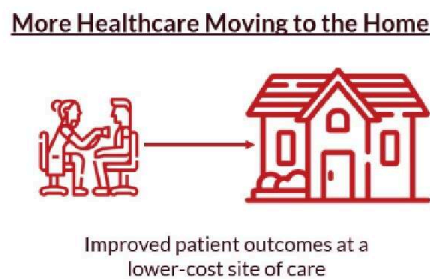 More Healthcare Moving to the Home
Improved patient outcomes at a
lower-cost site of care